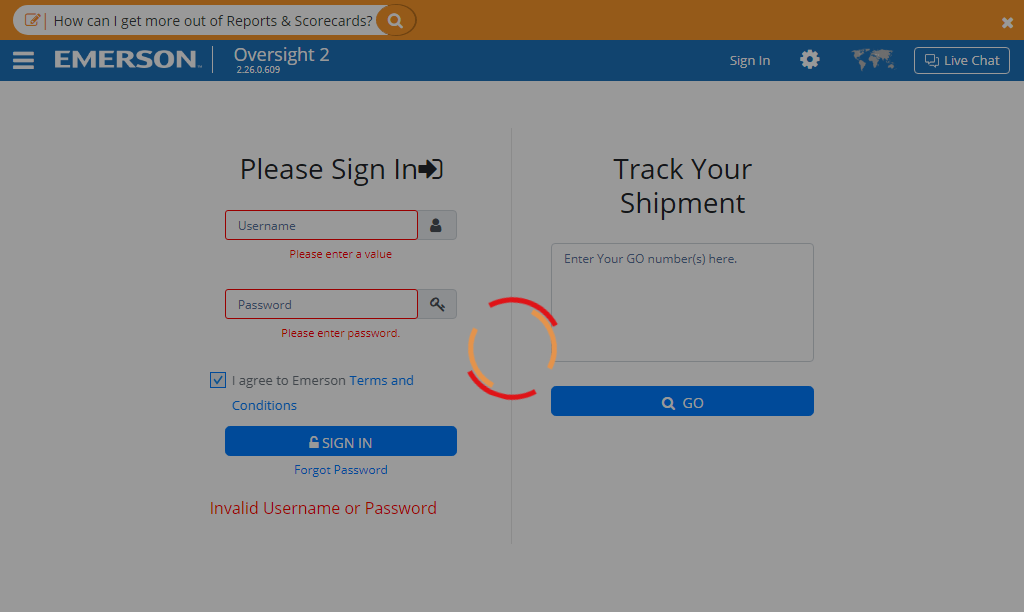 How can I get more out of Reports & Scorecards?
EMERSON™
Oversight 2
2.26.0.609
Sign In
Live Chat
Please Sign In
Username
Please enter a value
Password
Please enter password.
I agree to Emerson Terms and
Conditions
SIGN IN
Forgot Password
Invalid Username or Password
Track Your
Shipment
Enter Your GO number(s) here.
GO